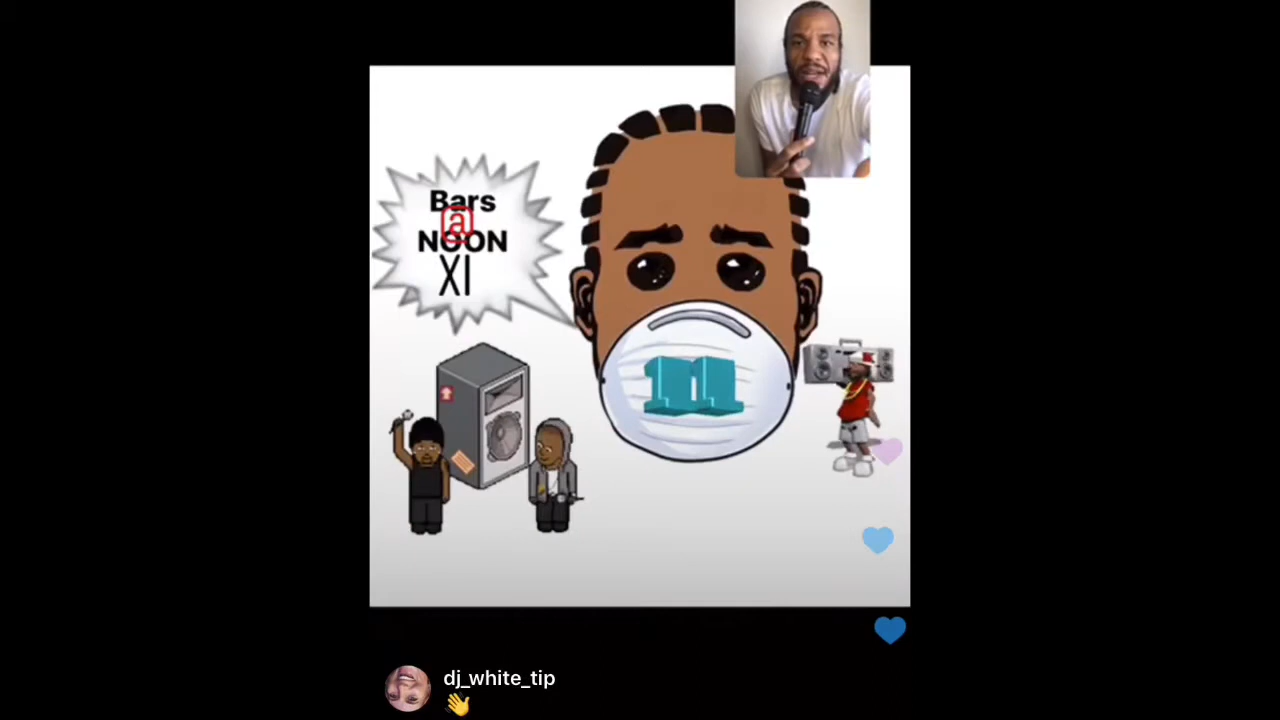 Bars
@
NOON
XI
11
dj_white_tip
👋